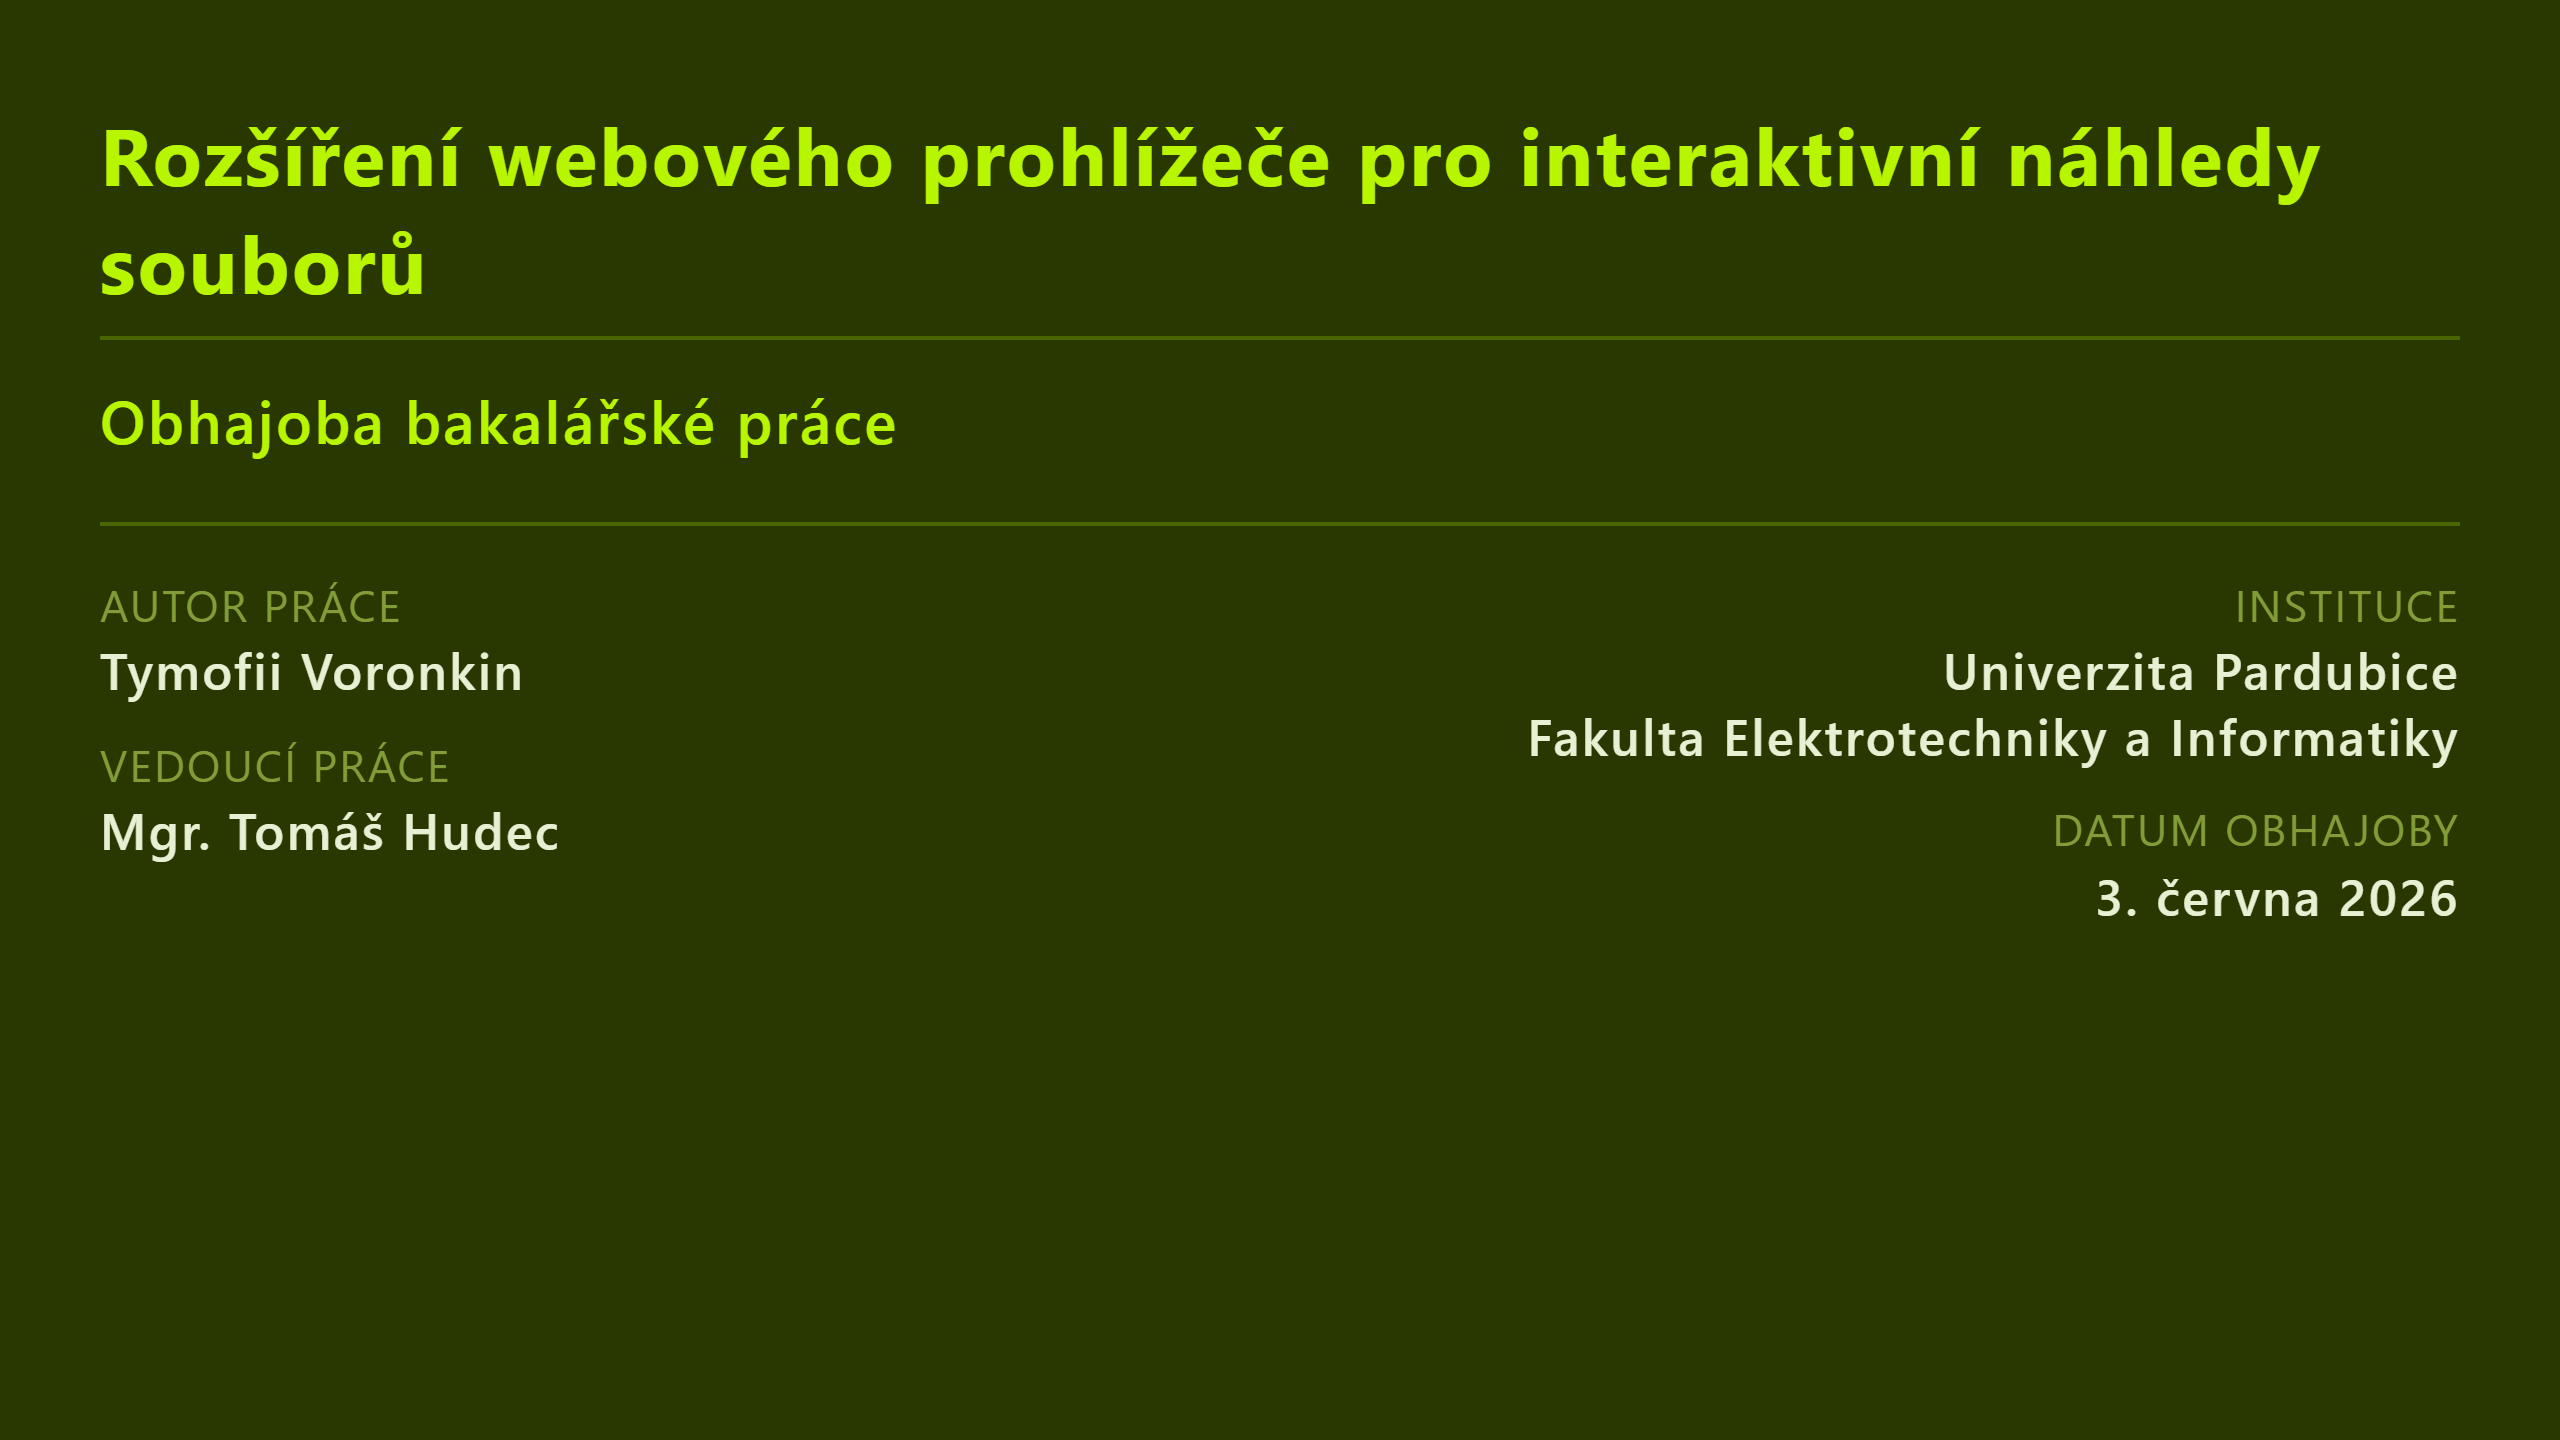 Rozšíření webového prohlížeče pro interaktivní náhledy
souborů
Obhajoba bakalářské práce
AUTOR PRÁCE
Tymofii Voronkin
VEDOUCÍ PRÁCE
Mgr. Tomáš Hudec
INSTITUCE
Univerzita Pardubice
Fakulta Elektrotechniky a Informatiky
DATUM OBHAJOBY
3. června 2026